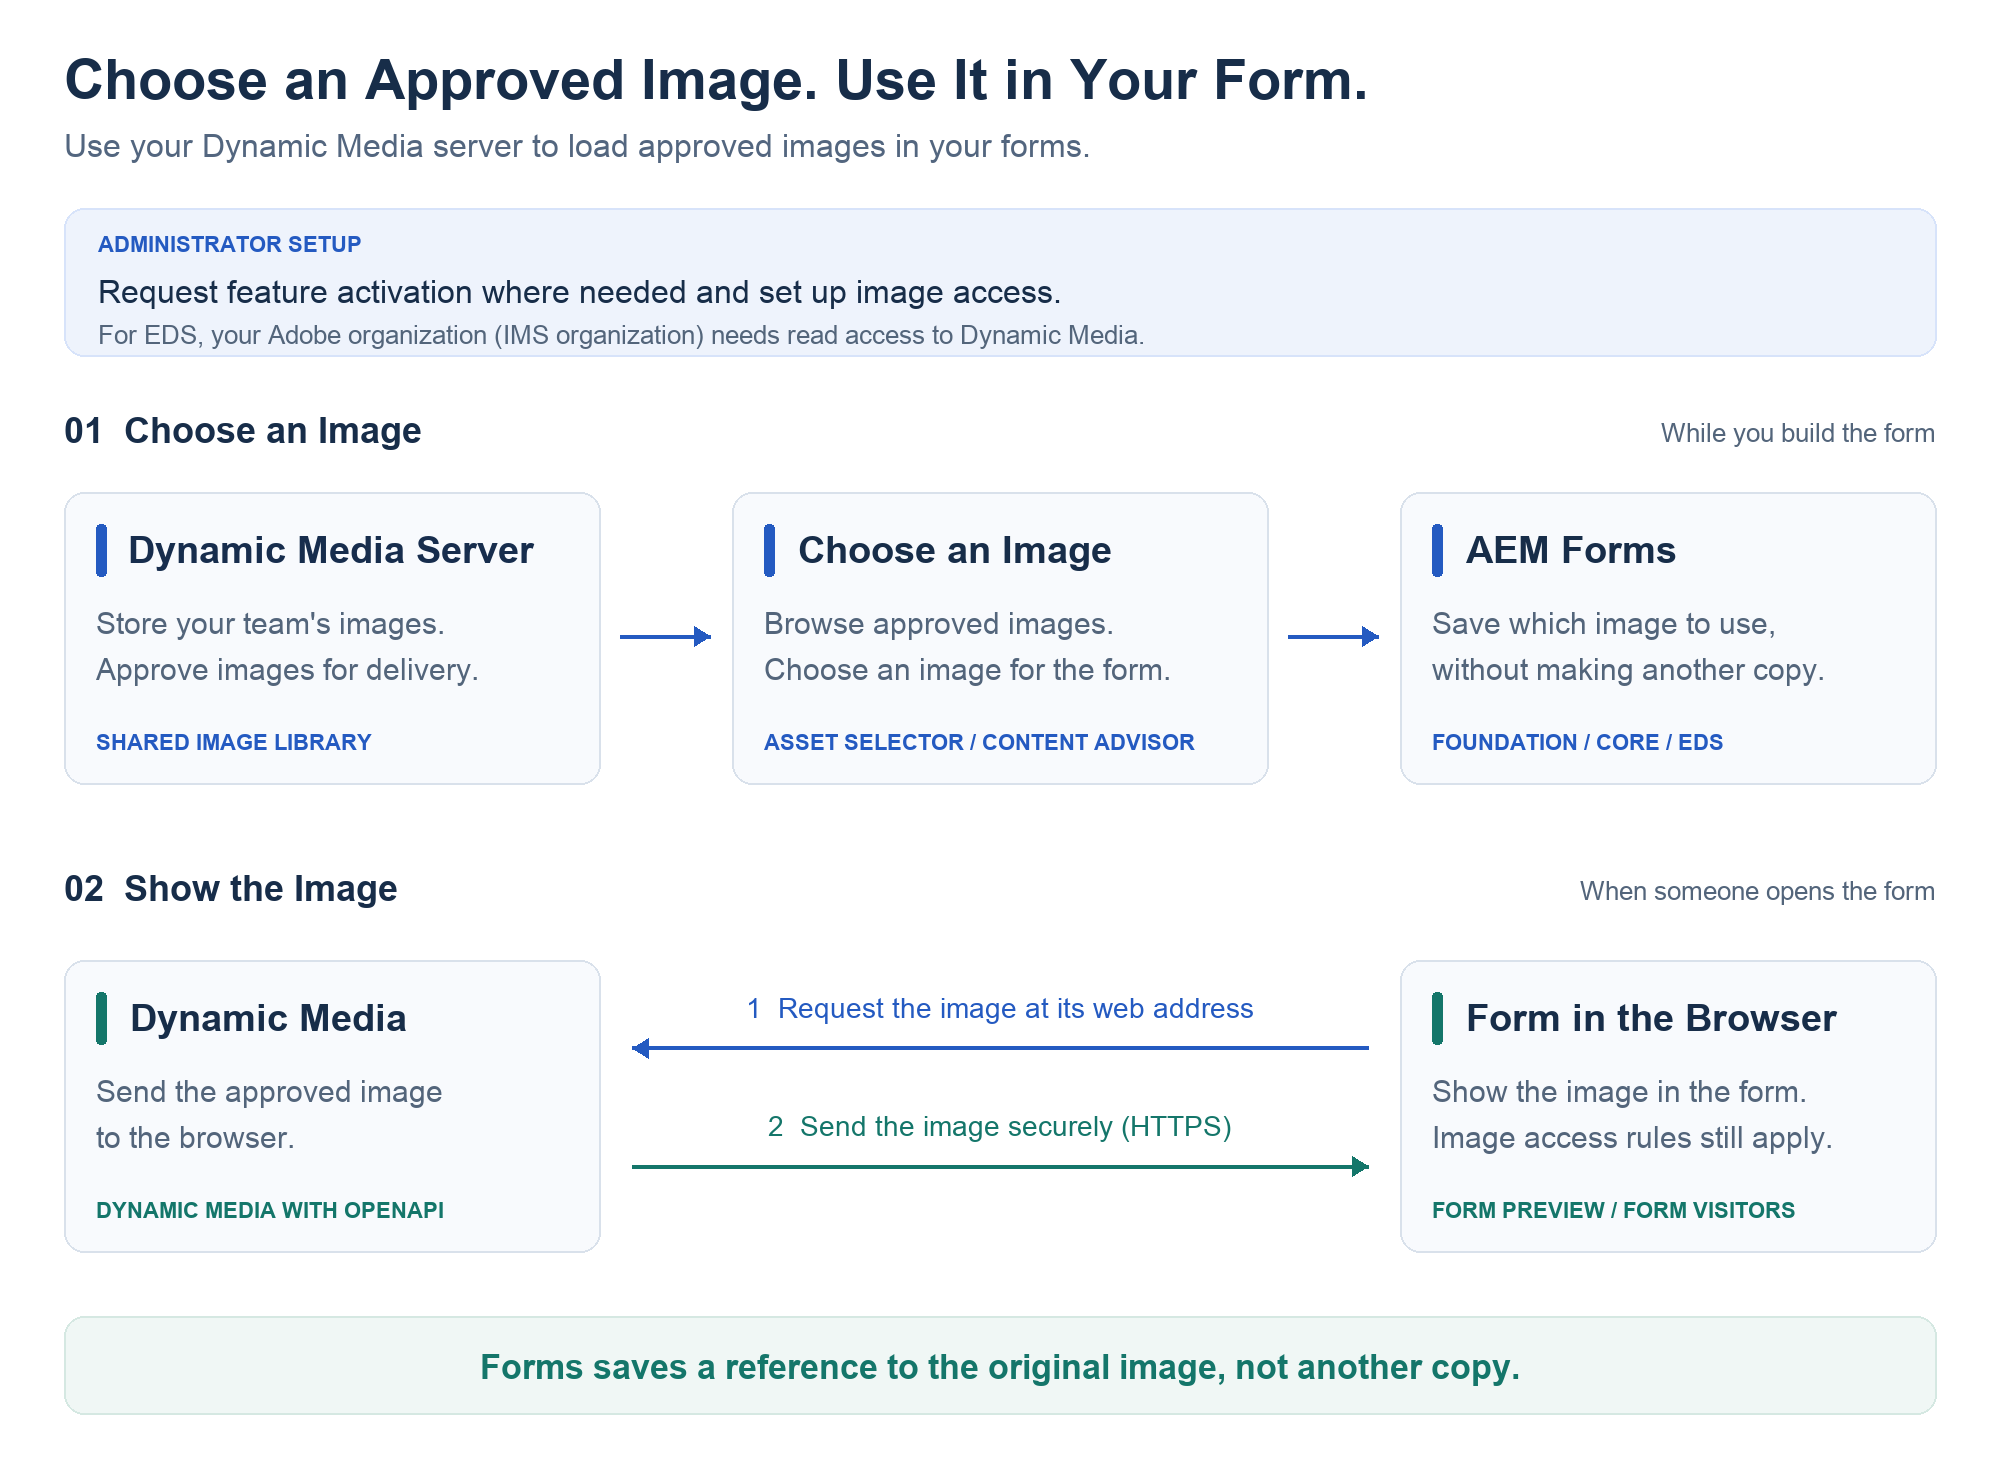 Choose an Approved Image. Use It in Your Form.
Use your Dynamic Media server to load approved images in your forms.
ADMINISTRATOR SETUP
Request feature activation where needed and set up image access.
For EDS, your Adobe organization (IMS organization) needs read access to Dynamic Media.
01 Choose an Image
While you build the form
Dynamic Media Server
Store your team's images.
Approve images for delivery.
SHARED IMAGE LIBRARY
Choose an Image
Browse approved images.
Choose an image for the form.
ASSET SELECTOR / CONTENT ADVISOR
AEM Forms
Save which image to use,
without making another copy.
FOUNDATION / CORE / EDS
02 Show the Image
When someone opens the form
Dynamic Media
Send the approved image
to the browser.
DYNAMIC MEDIA WITH OPENAPI
1 Request the image at its web address
2 Send the image securely (HTTPS)
Form in the Browser
Show the image in the form.
Image access rules still apply.
FORM PREVIEW / FORM VISITORS
Forms saves a reference to the original image, not another copy.